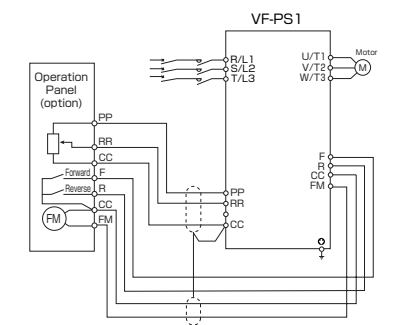 VF-PS1
R/L1
S/L2
T/L3
U/T1
V/T2
W/T3
Motor
M
Operation
Panel
(option)
PP
RR
CC
Forward
F
Reverse
R
CC
FM
FM
PP
RR
CC
F
R
CC
FM